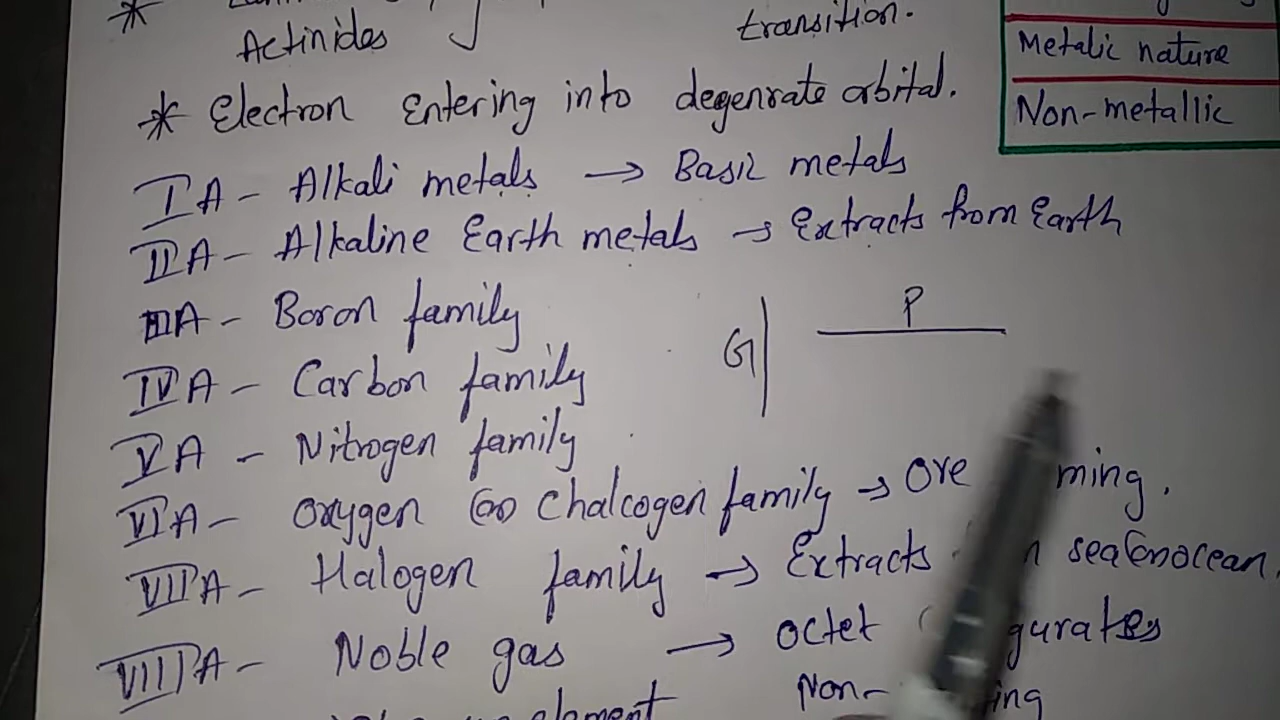 *
Actinides
transition.
Metalic nature
* Electron Entering into degenrate orbital.
Non-metallic
IA - Alkali metals → Basic metals
IIA - Alkaline Earth metals → Extracts from Earth
IIIA - Boron family
G P
IVA - Carbon family
VA - Nitrogen family
VIA - Oxygen (or) Chalcogen family → Ore ming.
VIIA - Halogen family → Extracts sea(or)ocean.
VIIIA - Noble gas → Octet
Non-
element